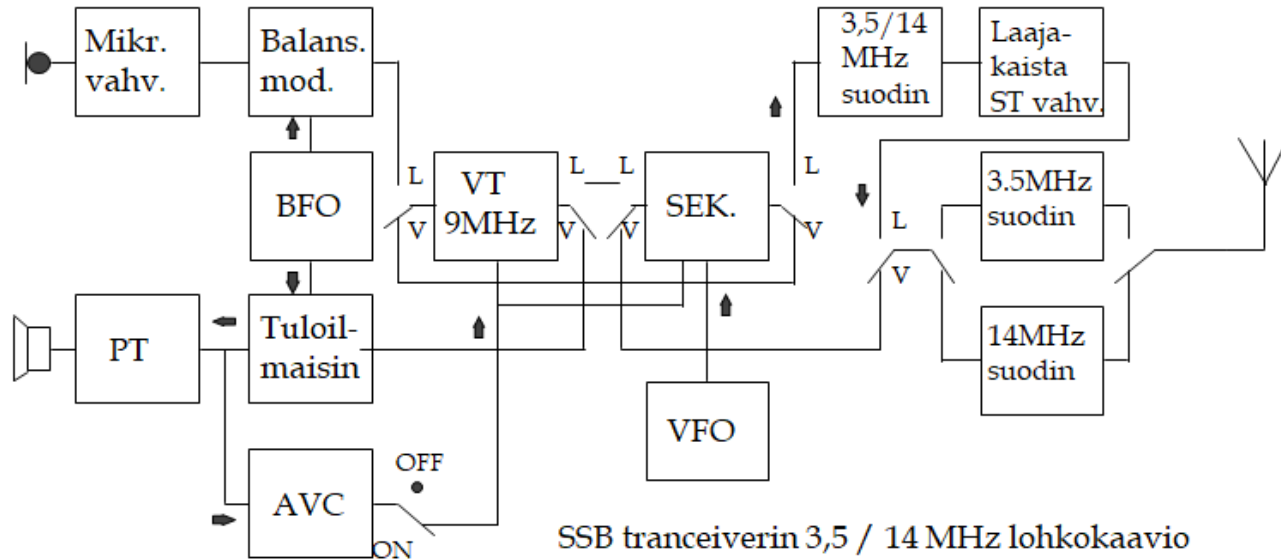 Mikr.
vahv.
Balans.
mod.
3,5/14
MHz
suodin
Laaja-
kaista
ST vahv.
BFO
L
V
VT
9MHz
L
L
V
V
SEK.
L
V
L
V
3.5MHz
suodin
14MHz
suodin
PT
Tuloil-
maisin
VFO
AVC
OFF
ON
SSB tranceiverin 3,5 / 14 MHz lohkokaavio